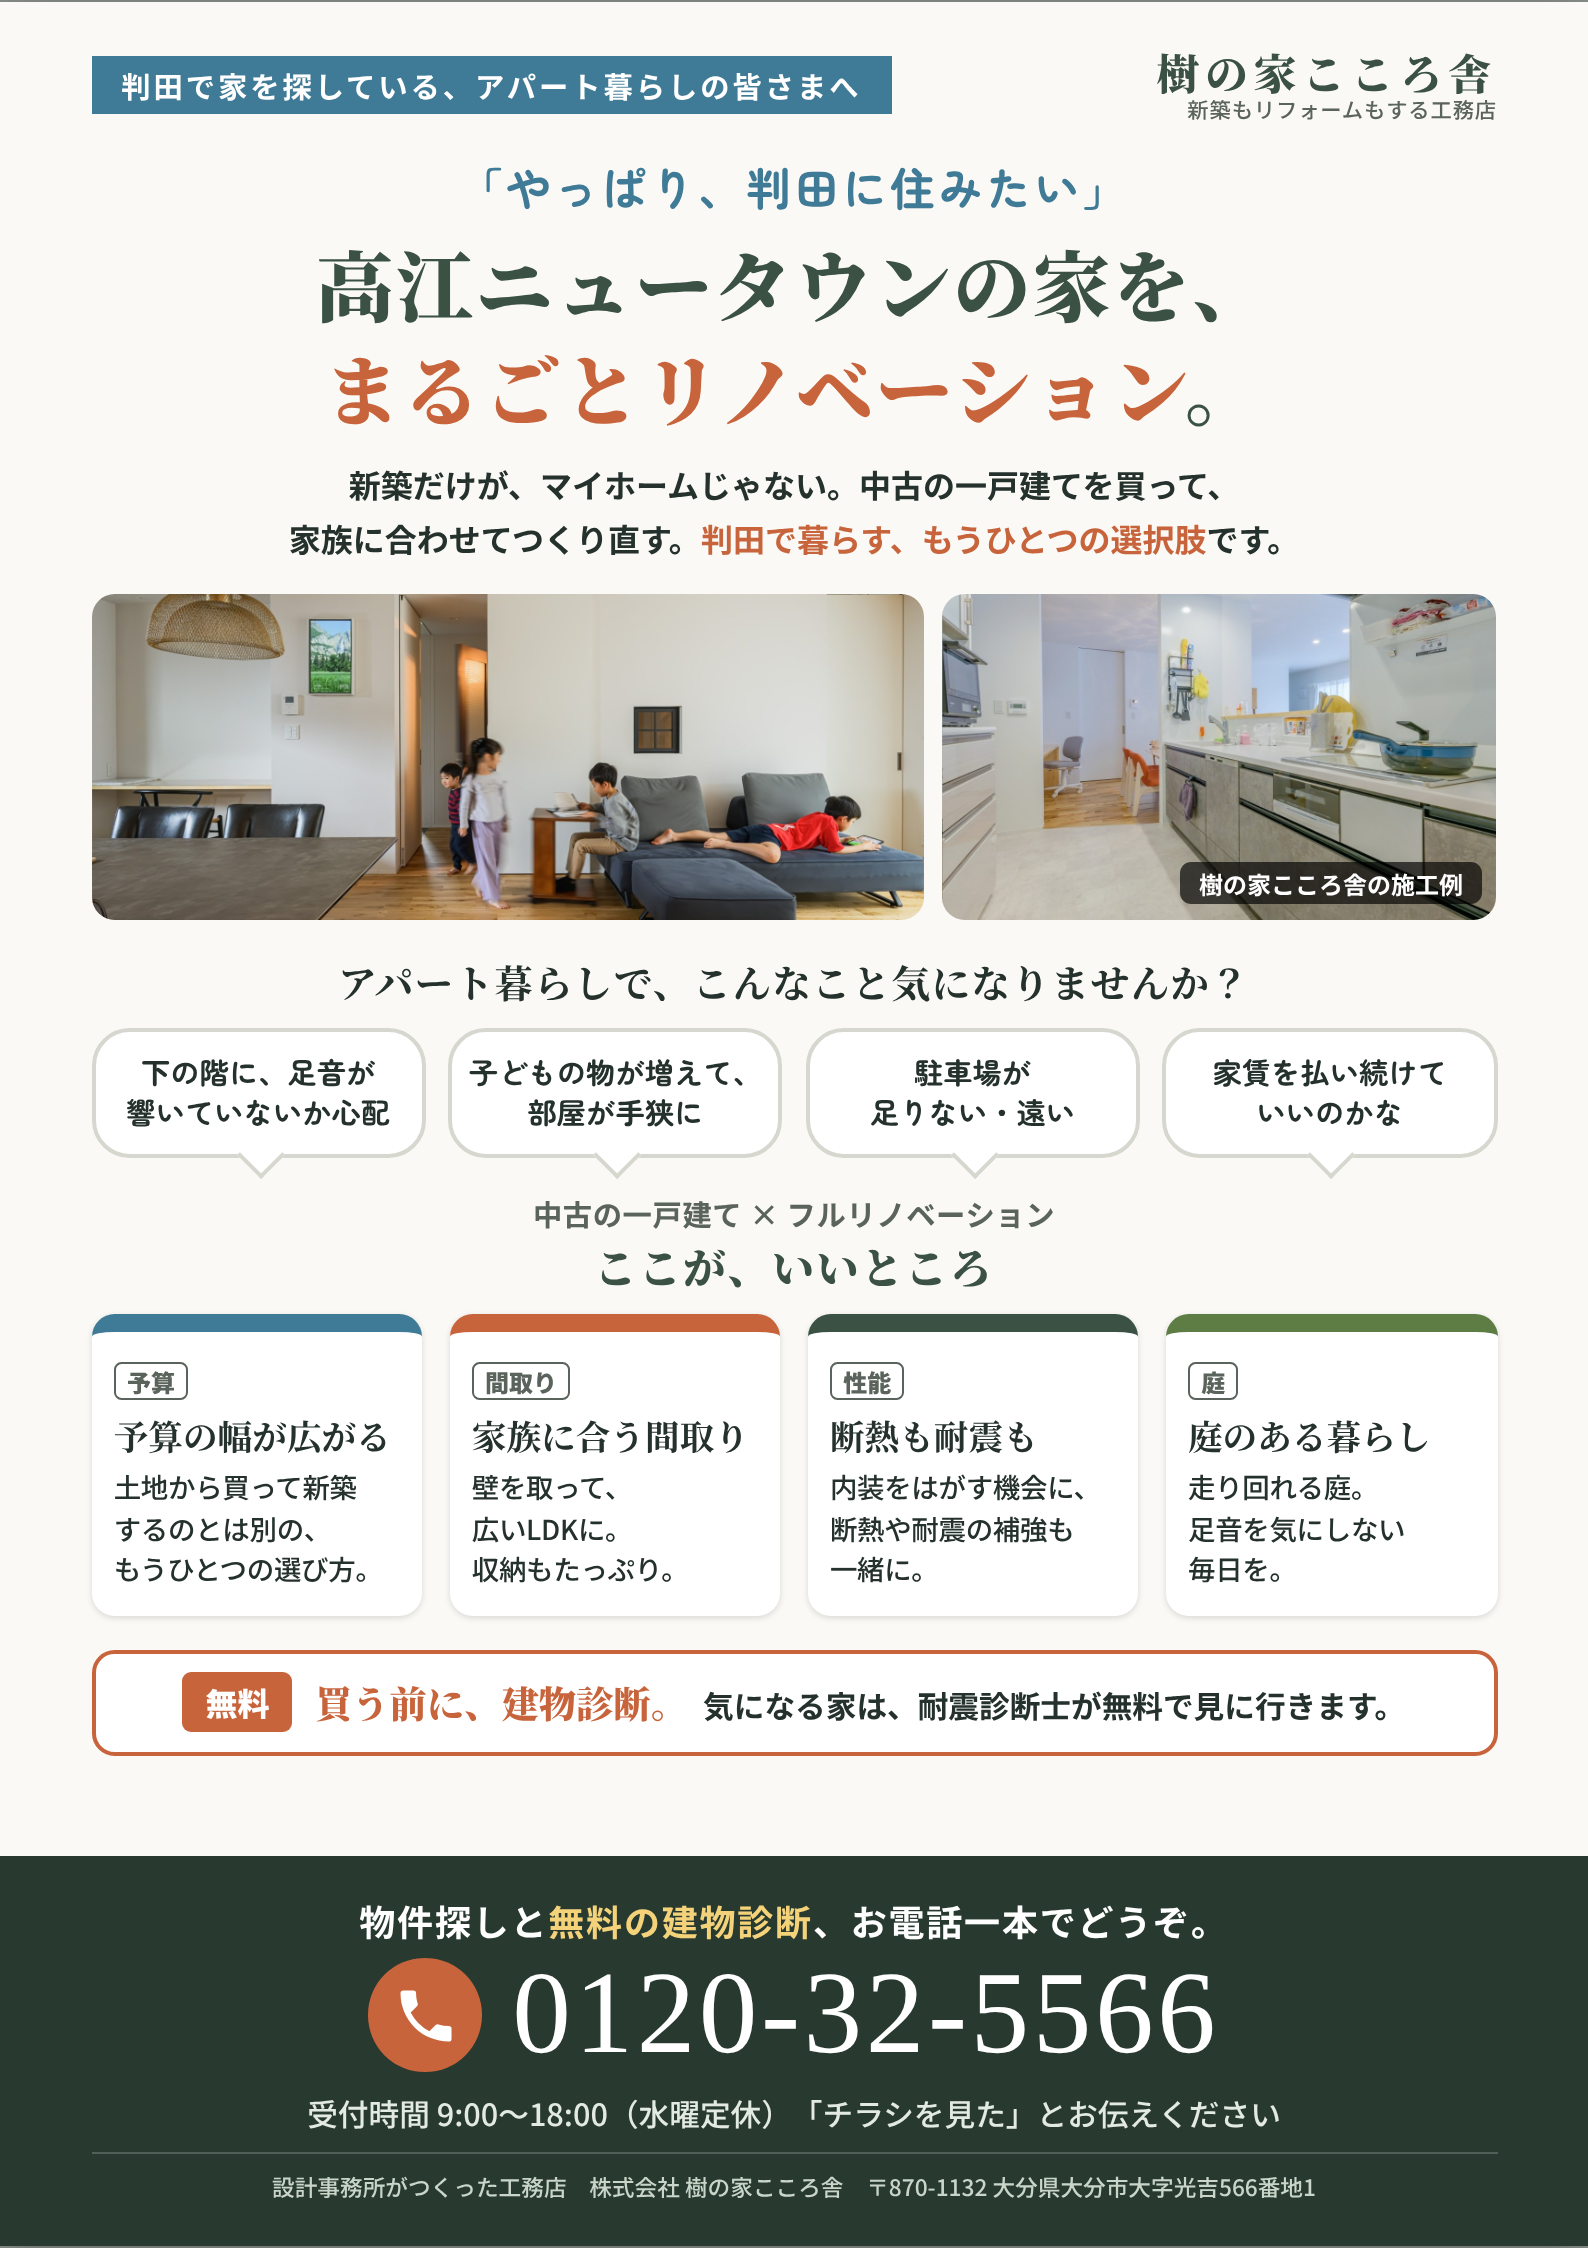 判田で家を探している、アパート暮らしの皆さまへ
樹の家こころ舎
新築もリフォームもする工務店
「やっぱり、判田に住みたい」
高江ニュータウンの家を、
まるごとリノベーション。
新築だけが、マイホームじゃない。中古の一戸建てを買って、
家族に合わせてつくり直す。判田で暮らす、もうひとつの選択肢です。
樹の家こころ舎の施工例
アパート暮らしで、こんなこと気になりませんか？
下の階に、足音が
響いていないか心配
子どもの物が増えて、
部屋が手狭に
駐車場が
足りない・遠い
家賃を払い続けて
いいのかな
中古の一戸建て × フルリノベーション
ここが、いいところ
予算
予算の幅が広がる
土地から買って新築
するのとは別の、
もうひとつの選び方。
間取り
家族に合う間取り
壁を取って、
広いLDKに。
収納もたっぷり。
性能
断熱も耐震も
内装をはがす機会に、
断熱や耐震の補強も
一緒に。
庭
庭のある暮らし
走り回れる庭。
足音を気にしない
毎日を。
無料 買う前に、建物診断。 気になる家は、耐震診断士が無料で見に行きます。
物件探しと無料の建物診断、お電話一本でどうぞ。
0120-32-5566
受付時間 9:00〜18:00（水曜定休）「チラシを見た」とお伝えください
設計事務所がつくった工務店　株式会社 樹の家こころ舎　〒870-1132 大分県大分市大字光吉566番地1